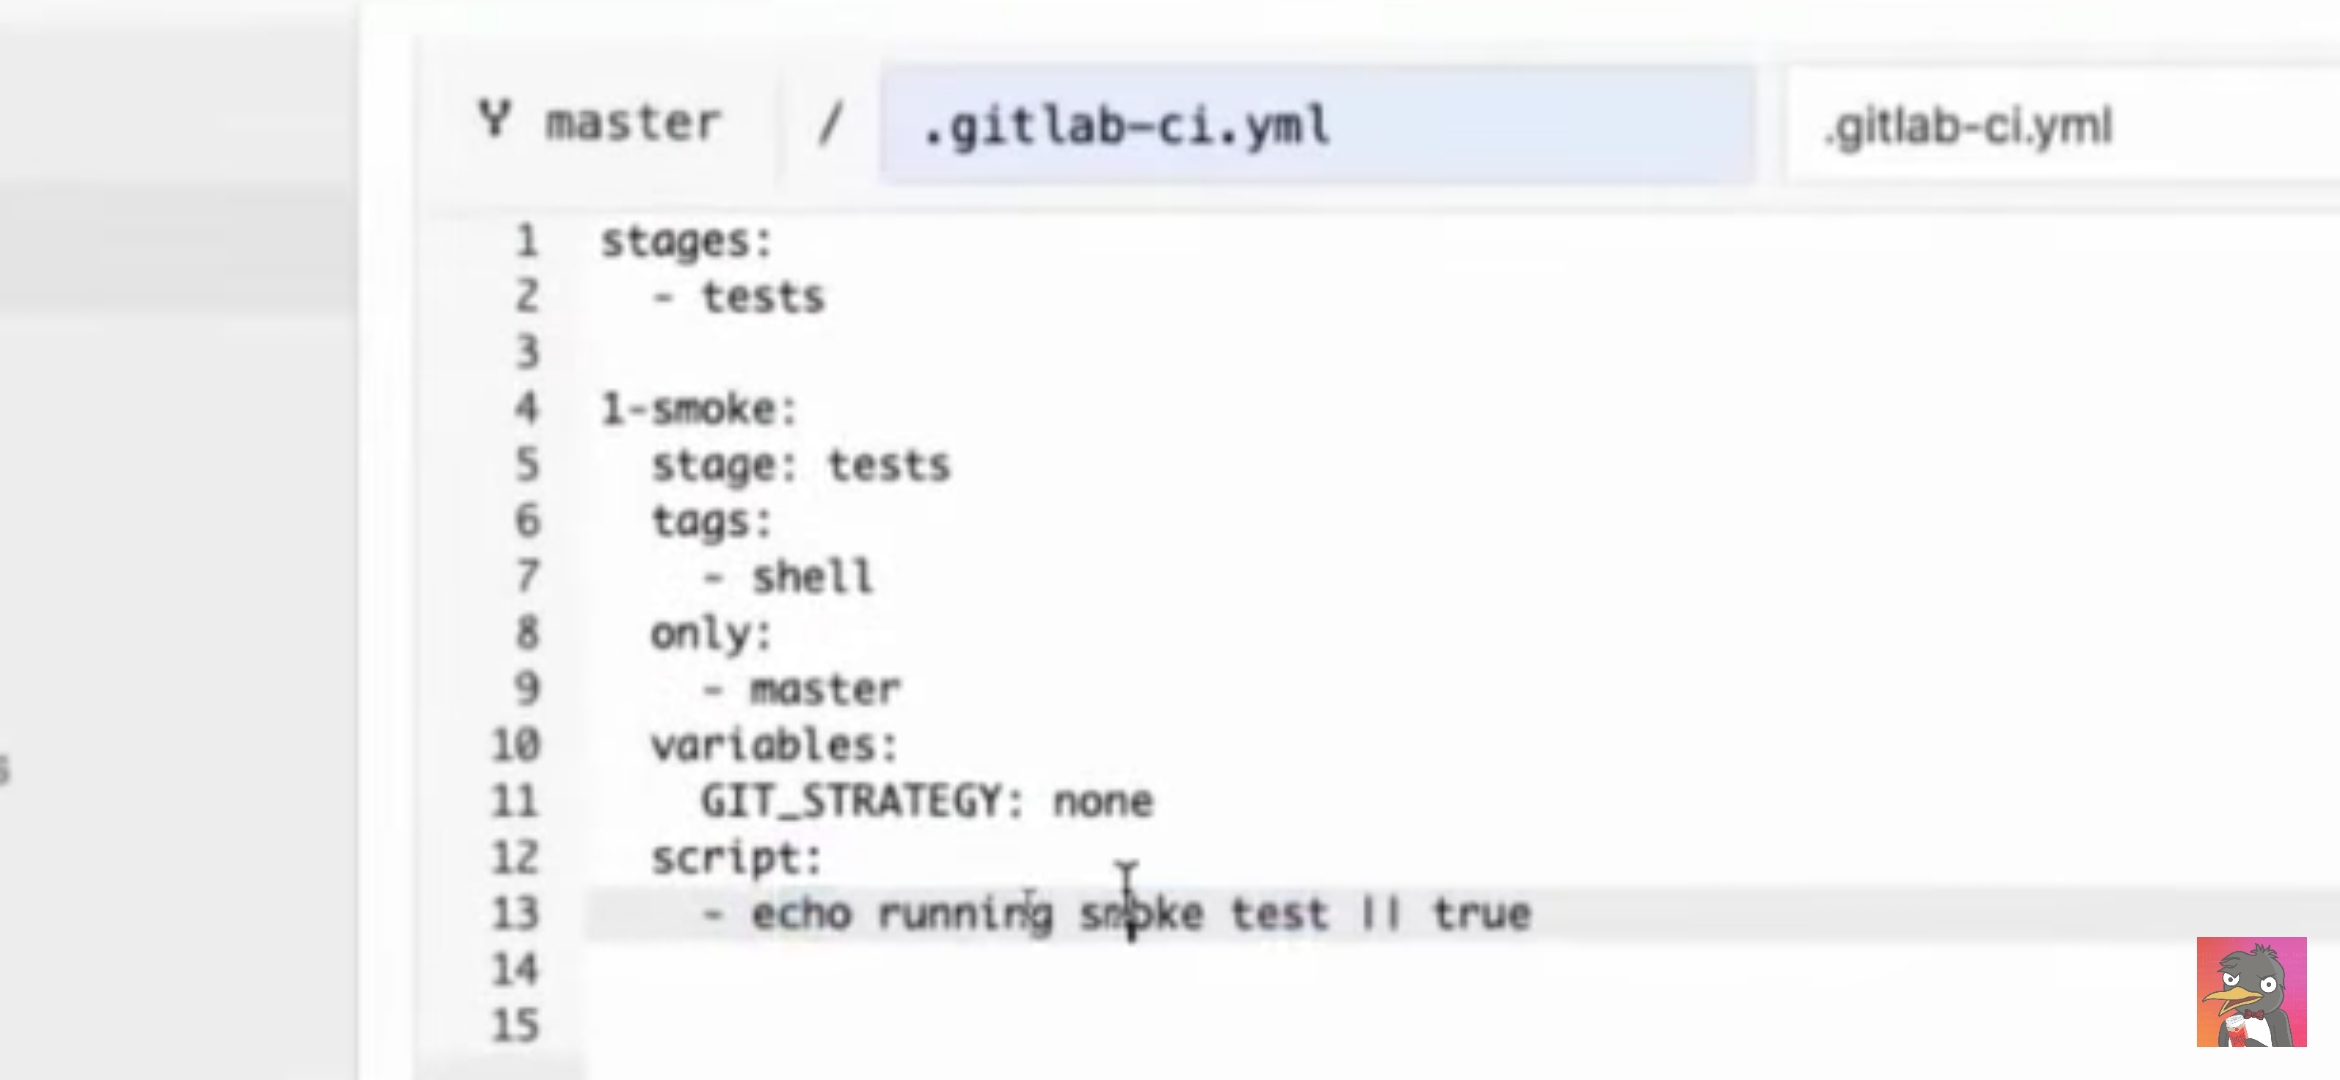 master / .gitlab-ci.yml .gitlab-ci.yml
1 stages:
2 - tests
3
4 1-smoke:
5 stage: tests
6 tags:
7 - shell
8 only:
9 - master
10 variables:
11 GIT_STRATEGY: none
12 script:
13 - echo running smoke test || true
14
15
s